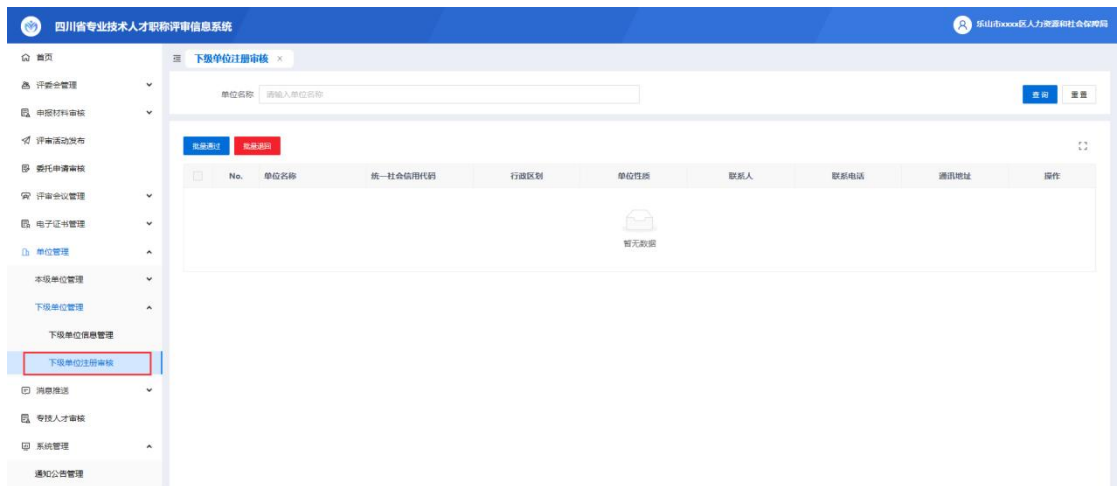 四川省专业技术人才职称评审信息系统
乐山市xxxx区人力资源和社会保障局
首页
下级单位注册审核 ×
评委会管理
单位名称 请输入单位名称 查询 重置
申报材料审核
评审活动发布
批量通过 批量退回
委托申请审核
No. 单位名称 统一社会信用代码 行政区划 单位性质 联系人 联系电话 通讯地址 操作
评审会议管理
电子证书管理
暂无数据
单位管理
本级单位管理
下级单位管理
下级单位信息管理
下级单位注册审核
消息推送
专技人才审核
系统管理
通知公告管理